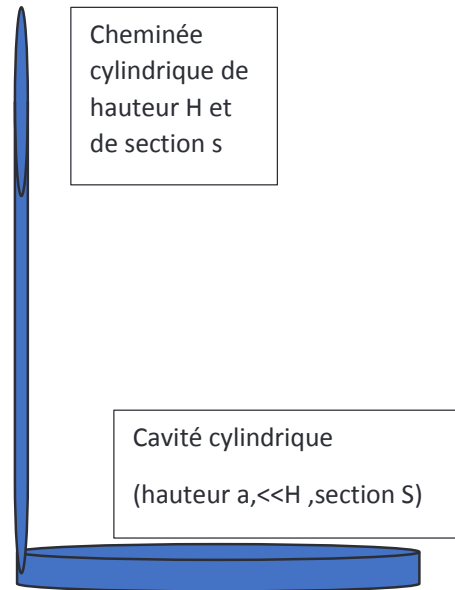 Cheminée
cylindrique de
hauteur H et
de section s
Cavité cylindrique
(hauteur a,<<H ,section S)